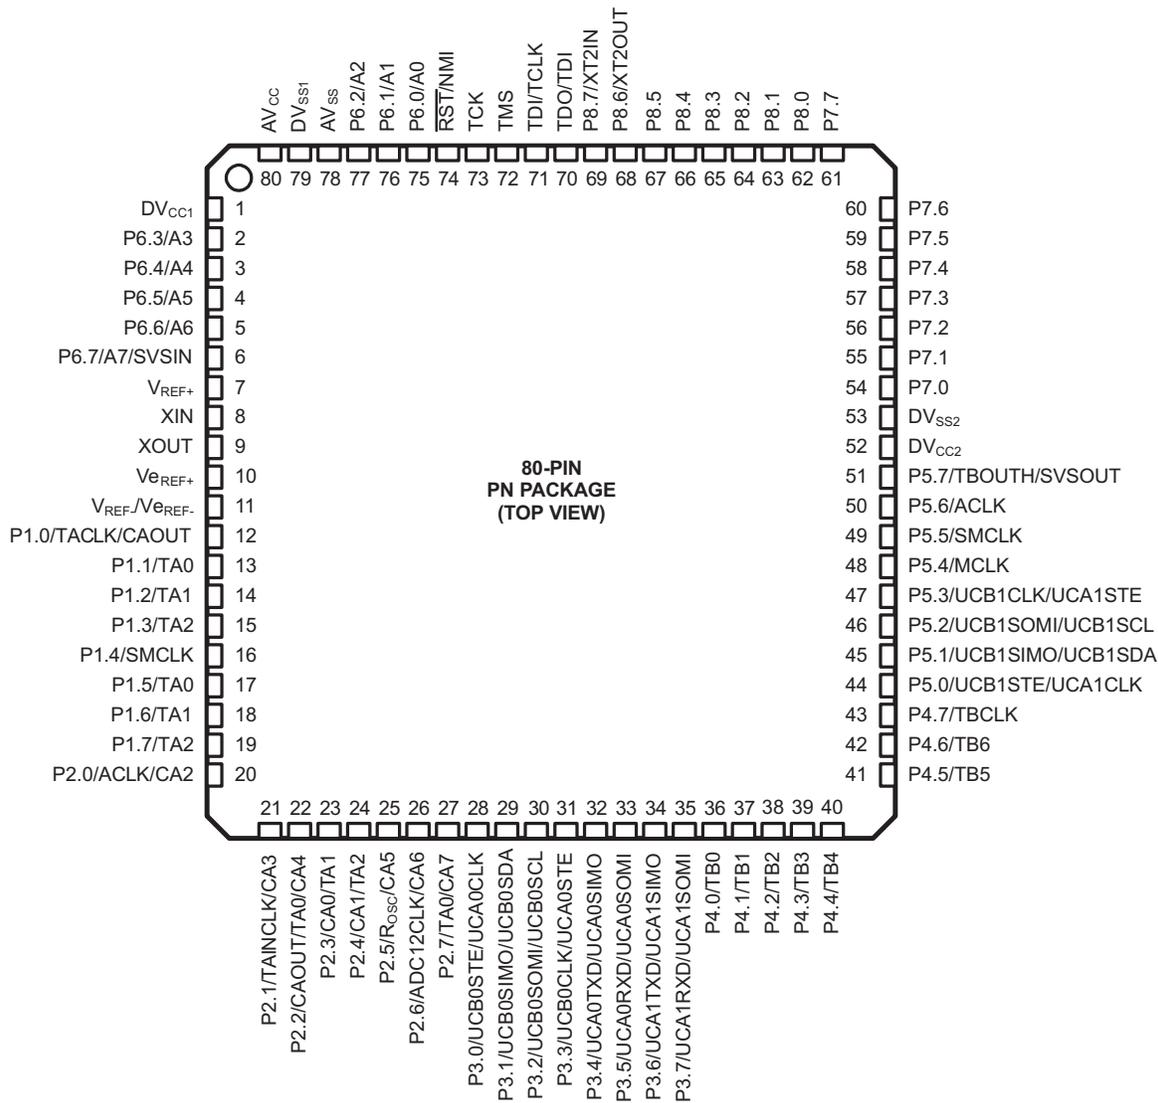 AVCC
DVSS1
AVSS
P6.2/A2
P6.1/A1
P6.0/A0
RST/NMI
TCK
TMS
TDI/TCLK
TDO/TDI
P8.7/XT2IN
P8.6/XT2OUT
P8.5
P8.4
P8.3
P8.2
P8.1
P8.0
P7.7
80 79 78 77 76 75 74 73 72 71 70 69 68 67 66 65 64 63 62 61
DVCC1 1
P6.3/A3 2
P6.4/A4 3
P6.5/A5 4
P6.6/A6 5
P6.7/A7/SVSIN 6
VREF+ 7
XIN 8
XOUT 9
VeREF+ 10
VREF-/VeREF- 11
P1.0/TACLK/CAOUT 12
P1.1/TA0 13
P1.2/TA1 14
P1.3/TA2 15
P1.4/SMCLK 16
P1.5/TA0 17
P1.6/TA1 18
P1.7/TA2 19
P2.0/ACLK/CA2 20
80-PIN
PN PACKAGE
(TOP VIEW)
60 P7.6
59 P7.5
58 P7.4
57 P7.3
56 P7.2
55 P7.1
54 P7.0
53 DVSS2
52 DVCC2
51 P5.7/TBOUTH/SVSOUT
50 P5.6/ACLK
49 P5.5/SMCLK
48 P5.4/MCLK
47 P5.3/UCB1CLK/UCA1STE
46 P5.2/UCB1SOMI/UCB1SCL
45 P5.1/UCB1SIMO/UCB1SDA
44 P5.0/UCB1STE/UCA1CLK
43 P4.7/TBCLK
42 P4.6/TB6
41 P4.5/TB5
21 22 23 24 25 26 27 28 29 30 31 32 33 34 35 36 37 38 39 40
P2.1/TAINCLK/CA3
P2.2/CAOUT/TA0/CA4
P2.3/CA0/TA1
P2.4/CA1/TA2
P2.5/ROSC/CA5
P2.6/ADC12CLK/CA6
P2.7/TA0/CA7
P3.0/UCB0STE/UCA0CLK
P3.1/UCB0SIMO/UCB0SDA
P3.2/UCB0SOMI/UCB0SCL
P3.3/UCB0CLK/UCA0STE
P3.4/UCA0TXD/UCA0SIMO
P3.5/UCA0RXD/UCA0SOMI
P3.6/UCA1TXD/UCA1SIMO
P3.7/UCA1RXD/UCA1SOMI
P4.0/TB0
P4.1/TB1
P4.2/TB2
P4.3/TB3
P4.4/TB4